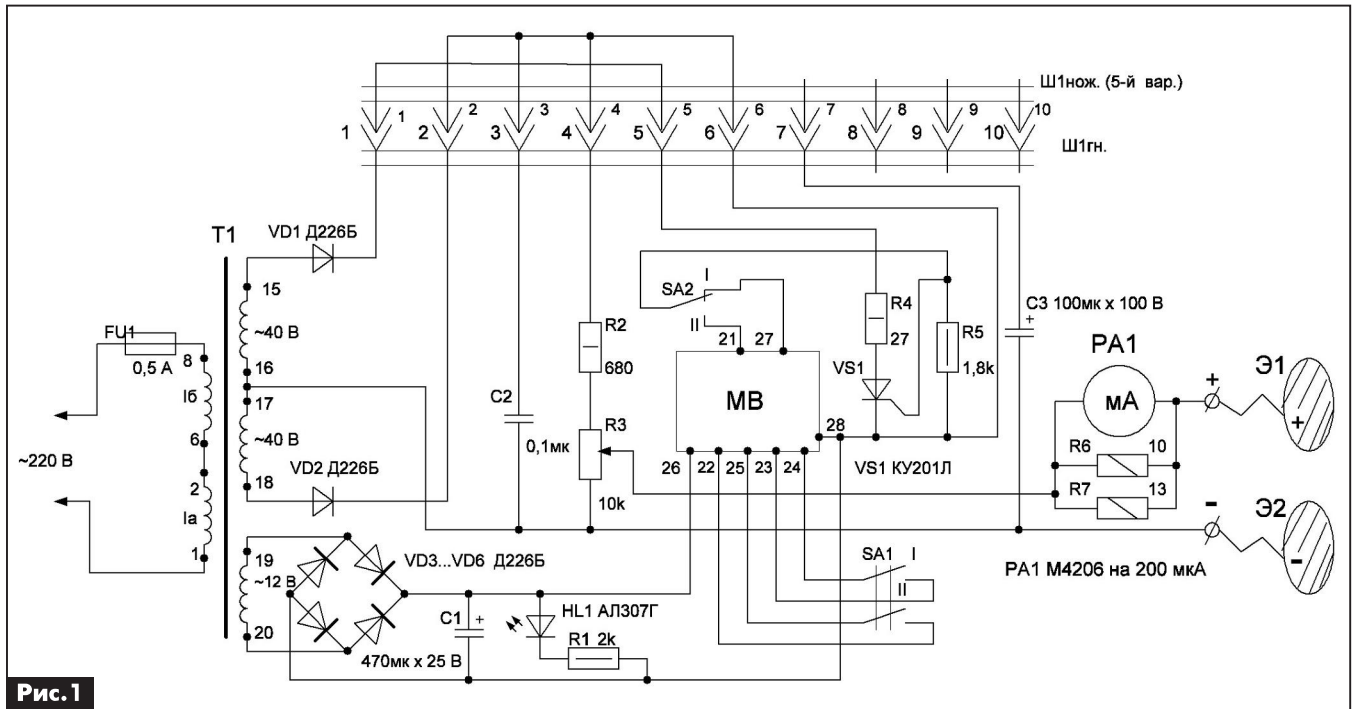 Ш1нож. (5-й вар.)
1 2 3 4 5 6 7 8 9 10
1 2 3 4 5 6 7 8 9 10
Ш1гн.
T1
VD1 Д226Б
15
~40 В
16
17
~40 В
18
VD2 Д226Б
FU1
0,5 А
8
Iб
6
2
Iа
1
~220 В
19
~12 В
20
VD3...VD6 Д226Б
C1
+
470мк x 25 В
HL1 АЛ307Г
R1 2k
C2
0,1мк
R2
680
R3
10k
SA2
I
II
21 27
МВ
28
26 22 25 23 24
R4
27
VS1
R5
1,8k
VS1 КУ201Л
C3 100мк x 100 В
+
PA1
мА
R6 10
R7 13
+
Э1
+
-
Э2
-
SA1 I
II
PA1 М4206 на 200 мкА
Рис.1